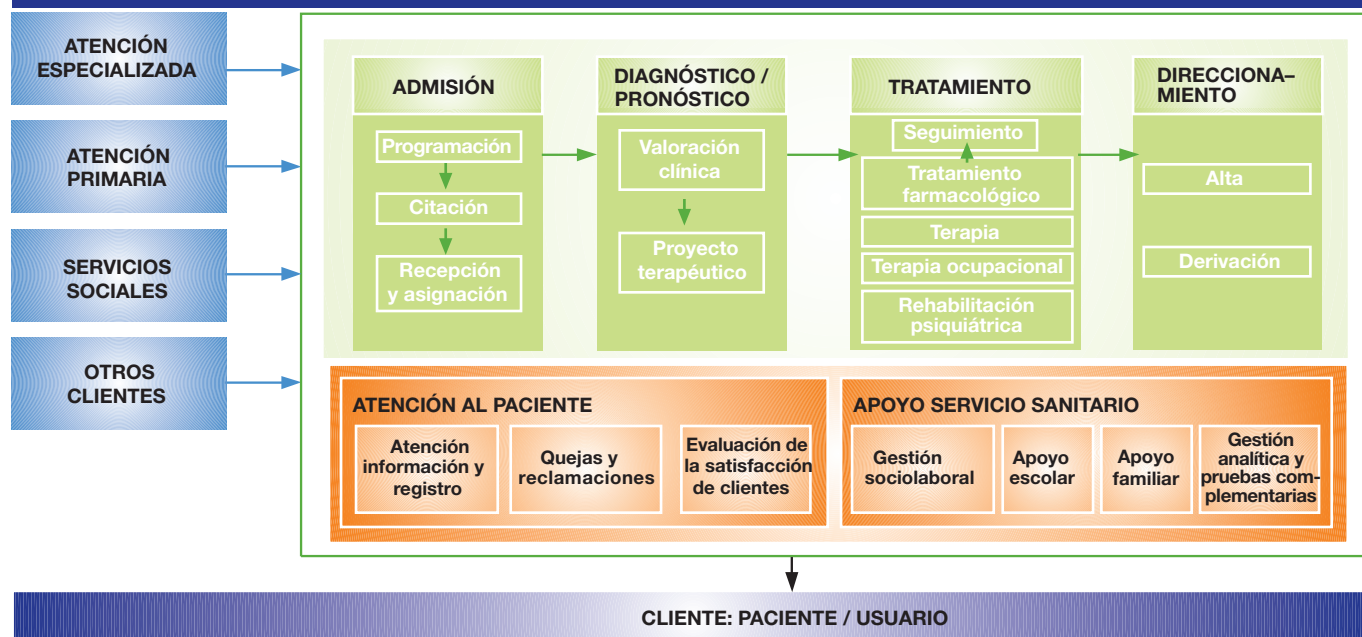 ATENCIÓN
ESPECIALIZADA
ATENCIÓN
PRIMARIA
SERVICIOS
SOCIALES
OTROS
CLIENTES
ADMISIÓN
Programación
Citación
Recepción
y asignación
DIAGNÓSTICO /
PRONÓSTICO
Valoración
clínica
Proyecto
terapéutico
TRATAMIENTO
Seguimiento
Tratamiento
farmacológico
Terapia
Terapia ocupacional
Rehabilitación
psiquiátrica
DIRECCIONA–
MIENTO
Alta
Derivación
ATENCIÓN AL PACIENTE
Atención
información y
registro
Quejas y
reclamaciones
Evaluación de
la satisfacción
de clientes
APOYO SERVICIO SANITARIO
Gestión
sociolaboral
Apoyo
escolar
Apoyo
familiar
Gestión
analítica y
pruebas com-
plementarias
CLIENTE: PACIENTE / USUARIO